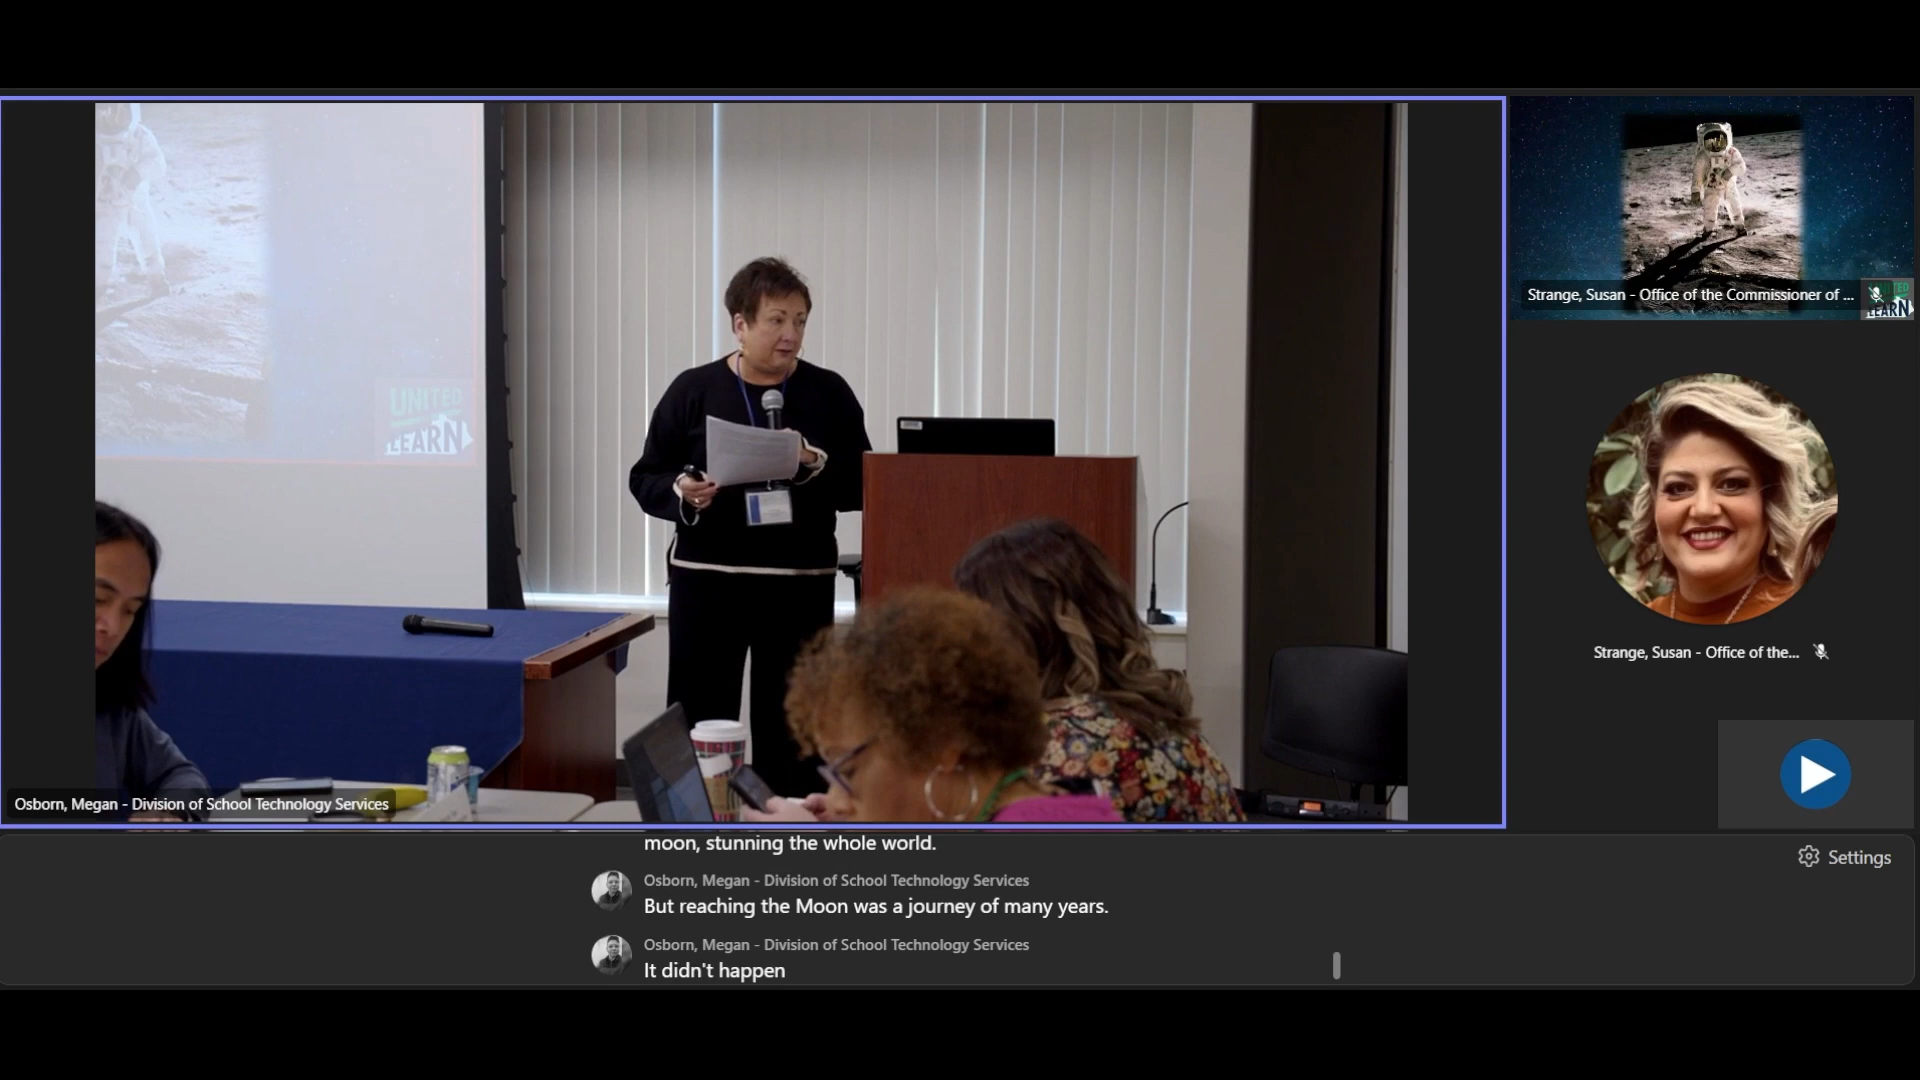 UNITED
LEARN
Osborn, Megan - Division of School Technology Services
Strange, Susan - Office of the Commissioner of ...
LEARN
Strange, Susan - Office of the...
moon, stunning the whole world.
Settings
Osborn, Megan - Division of School Technology Services
But reaching the Moon was a journey of many years.
Osborn, Megan - Division of School Technology Services
It didn't happen